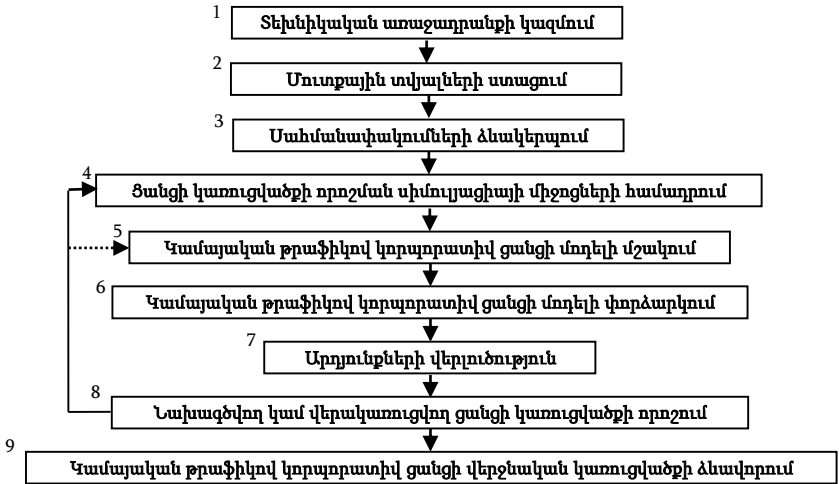 1 Տեխնիկական առաջադրանքի կազմում
2 Մուտքային տվյալների ստացում
3 Սահմանափակումների ձևակերպում
4 Ցանցի կառուցվածքի որոշման սիմուլյացիայի միջոցների համադրում
5 Կամայական թրաֆիկով կորպորատիվ ցանցի մոդելի մշակում
6 Կամայական թրաֆիկով կորպորատիվ ցանցի մոդելի փորձարկում
7 Արդյունքների վերլուծություն
8 Նախագծվող կամ վերակառուցվող ցանցի կառուցվածքի որոշում
9 Կամայական թրաֆիկով կորպորատիվ ցանցի վերջնական կառուցվածքի ձևավորում